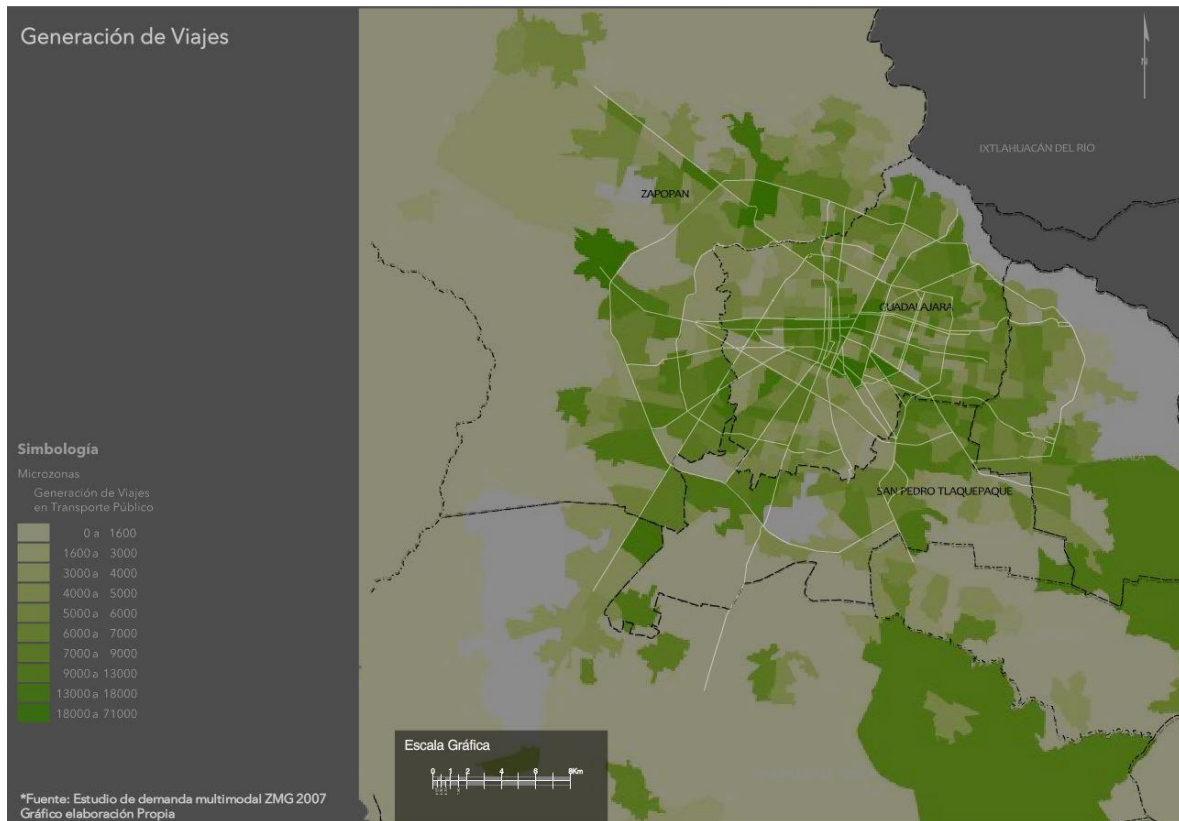 Generación de Viajes
N
IXTLAHUACÁN DEL RÍO
ZAPOPAN
GUADALAJARA
SAN PEDRO TLAQUEPAQUE
Simbología
Microzonas
Generación de Viajes
en Transporte Público
0 a 1600
1600 a 3000
3000 a 4000
4000 a 5000
5000 a 6000
6000 a 7000
7000 a 9000
9000 a 13000
13000 a 18000
18000 a 71000
Escala Gráfica
0 1 2 4 6 8Km
*Fuente: Estudio de demanda multimodal ZMG 2007
Gráfico elaboración Propia